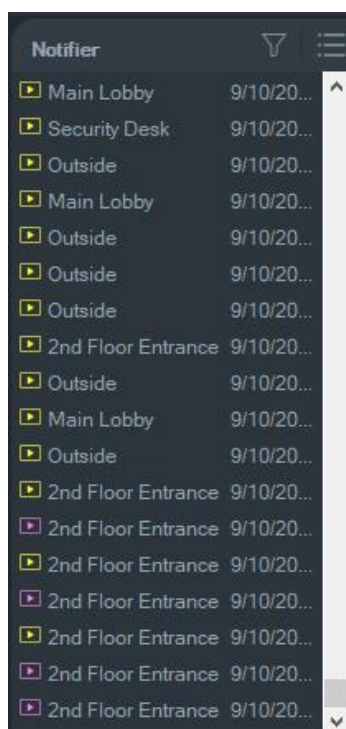 Notifier
Main Lobby 9/10/20...
Security Desk 9/10/20...
Outside 9/10/20...
Main Lobby 9/10/20...
Outside 9/10/20...
Outside 9/10/20...
Outside 9/10/20...
2nd Floor Entrance 9/10/20...
Outside 9/10/20...
Main Lobby 9/10/20...
Outside 9/10/20...
2nd Floor Entrance 9/10/20...
2nd Floor Entrance 9/10/20...
2nd Floor Entrance 9/10/20...
2nd Floor Entrance 9/10/20...
2nd Floor Entrance 9/10/20...
2nd Floor Entrance 9/10/20...
2nd Floor Entrance 9/10/20...